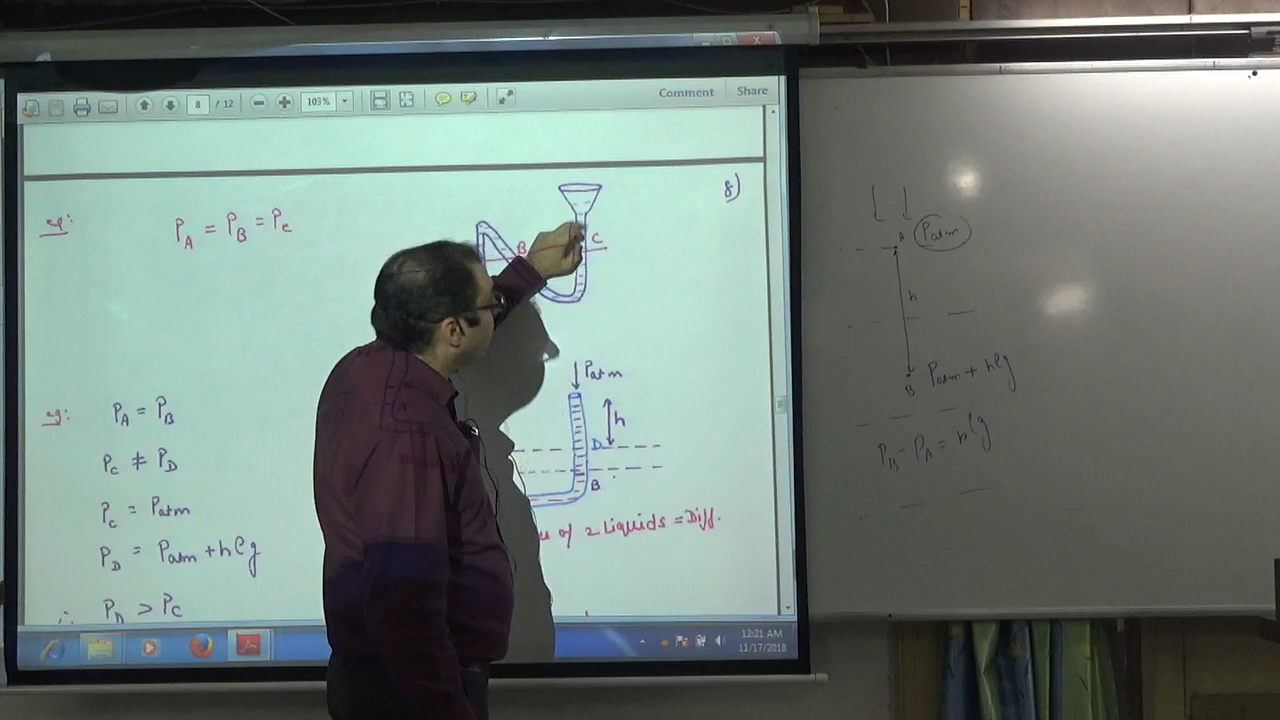 8 / 12
103%
Comment
Share
eg:
P_A = P_B = P_C
8)
B
C
Patm
h
D
B
eg:
P_A = P_B
P_C ≠ P_D
P_C = Patm
P_D = Patm + hρg
∴ P_D > P_C
of 2 Liquids = Diff.
12:21 AM
11/17/2018
A
Patm
h
B
Patm + hρg
P_B - P_A = hρg